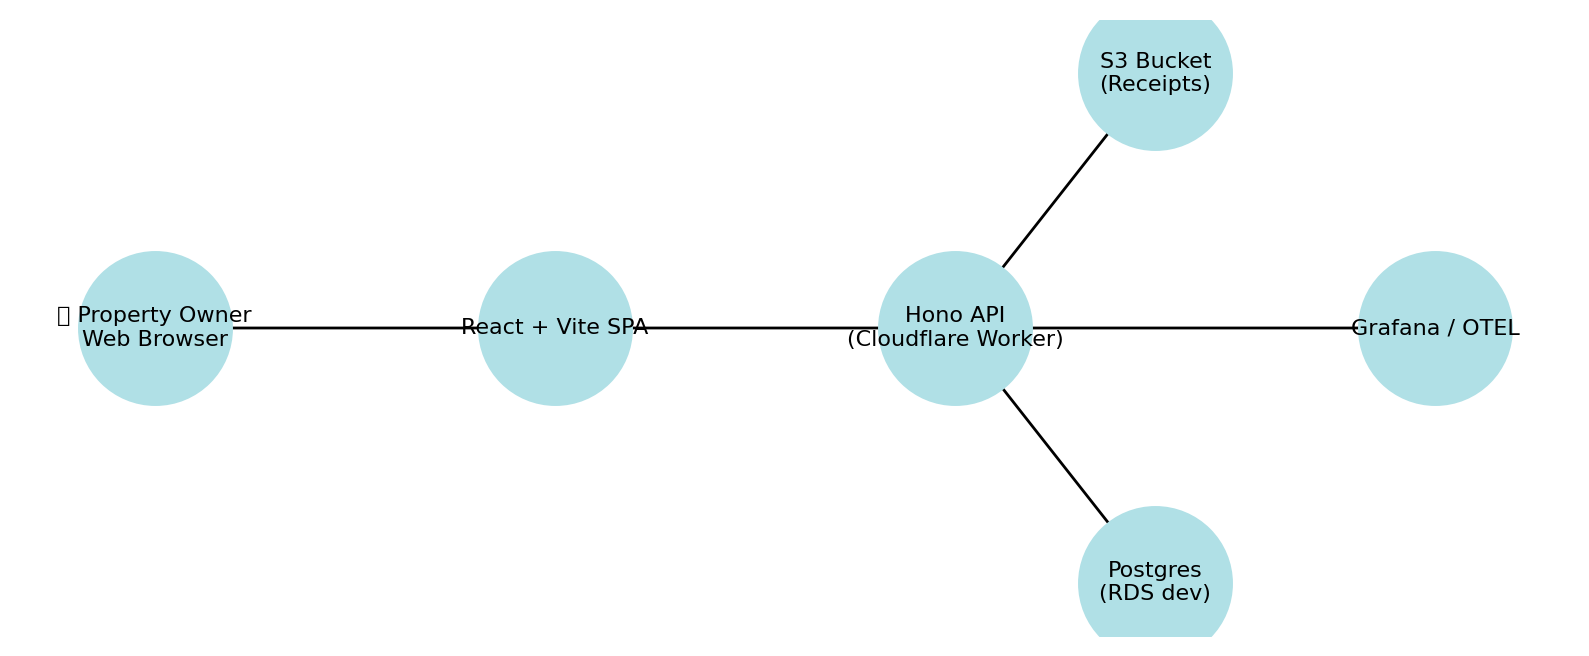 S3 Bucket
(Receipts)
Property Owner
Web Browser
React + Vite SPA
Hono API
(Cloudflare Worker)
Grafana / OTEL
Postgres
(RDS dev)